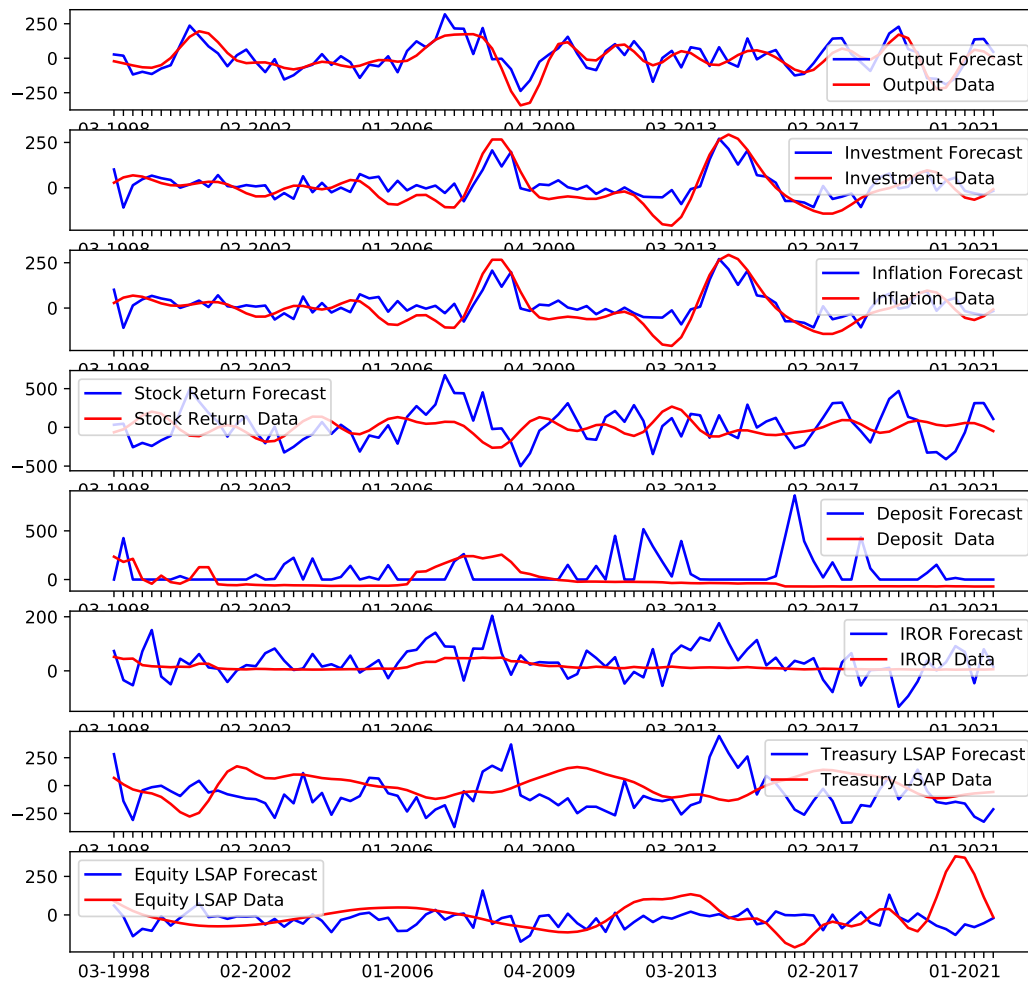 250
0
−250
Output Forecast
Output Data
03-1998 02-2002 01-2006 04-2009 03-2013 02-2017 01-2021
250
0
Investment Forecast
Investment Data
03-1998 02-2002 01-2006 04-2009 03-2013 02-2017 01-2021
250
0
Inflation Forecast
Inflation Data
03-1998 02-2002 01-2006 04-2009 03-2013 02-2017 01-2021
500
0
−500
Stock Return Forecast
Stock Return Data
03-1998 02-2002 01-2006 04-2009 03-2013 02-2017 01-2021
500
0
Deposit Forecast
Deposit Data
03-1998 02-2002 01-2006 04-2009 03-2013 02-2017 01-2021
200
0
IROR Forecast
IROR Data
03-1998 02-2002 01-2006 04-2009 03-2013 02-2017 01-2021
250
0
−250
Treasury LSAP Forecast
Treasury LSAP Data
03-1998 02-2002 01-2006 04-2009 03-2013 02-2017 01-2021
250
0
Equity LSAP Forecast
Equity LSAP Data
03-1998 02-2002 01-2006 04-2009 03-2013 02-2017 01-2021